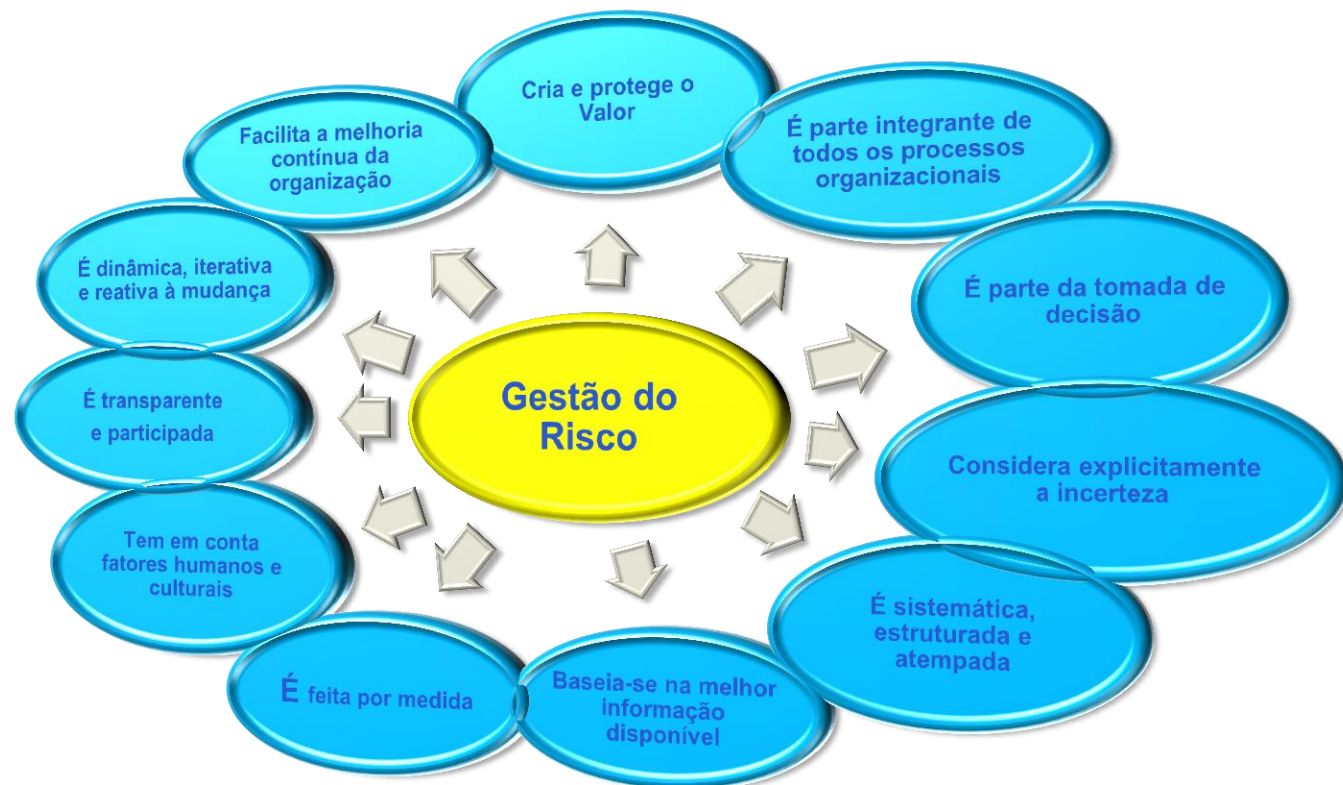 Cria e protege o
Valor
É parte integrante de
todos os processos
organizacionais
É parte da tomada de
decisão
Considera explicitamente
a incerteza
É sistemática,
estruturada e
atempada
Baseia-se na melhor
informação
disponível
É feita por medida
Tem em conta
fatores humanos e
culturais
É transparente
e participada
É dinâmica, iterativa
e reativa à mudança
Facilita a melhoria
contínua da
organização
Gestão do
Risco